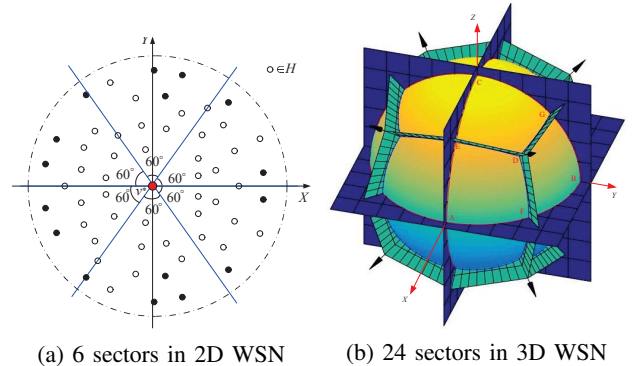 Y
○∈H
60°
60°
60°
60°
v*
60°
60°
X
Z
C
G
E
D
B
Y
A
F
X
(a) 6 sectors in 2D WSN
(b) 24 sectors in 3D WSN